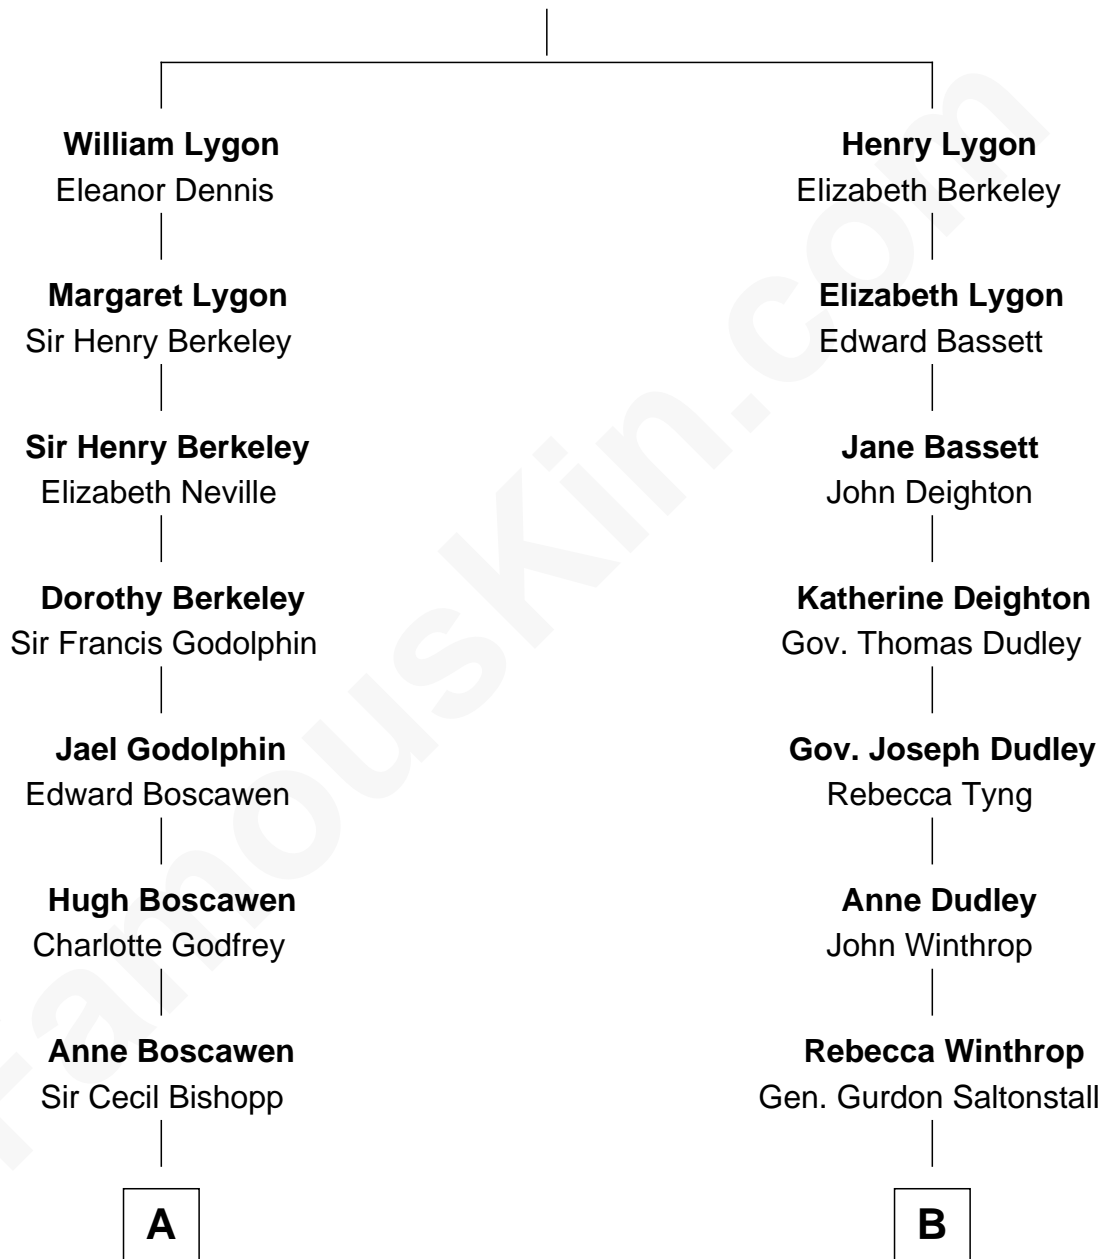 William Lygon
Eleanor Dennis
Margaret Lygon
Sir Henry Berkeley
Sir Henry Berkeley
Elizabeth Neville
Dorothy Berkeley
Sir Francis Godolphin
Jael Godolphin
Edward Boscawen
Hugh Boscawen
Charlotte Godfrey
Anne Boscawen
Sir Cecil Bishopp
A
Henry Lygon
Elizabeth Berkeley
Elizabeth Lygon
Edward Bassett
Jane Bassett
John Deighton
Katherine Deighton
Gov. Thomas Dudley
Gov. Joseph Dudley
Rebecca Tyng
Anne Dudley
John Winthrop
Rebecca Winthrop
Gen. Gurdon Saltonstall
B
FamousKin.com